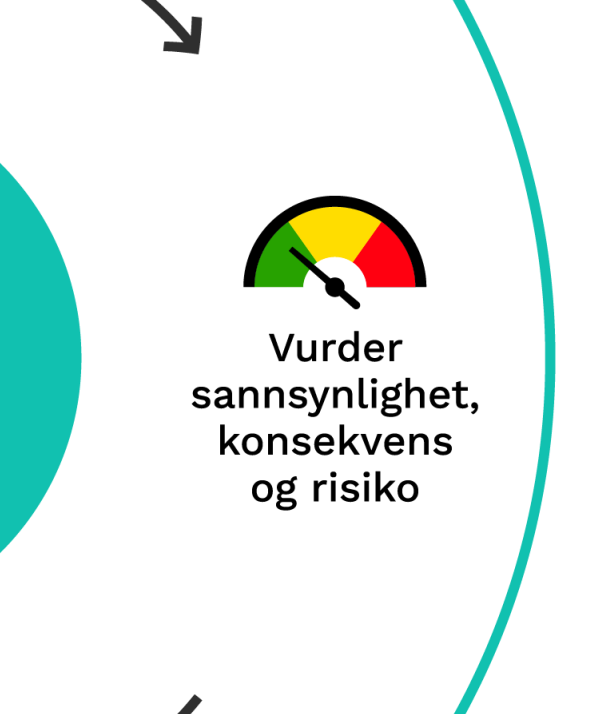 Vurder
sannsynlighet,
konsekvens
og risiko